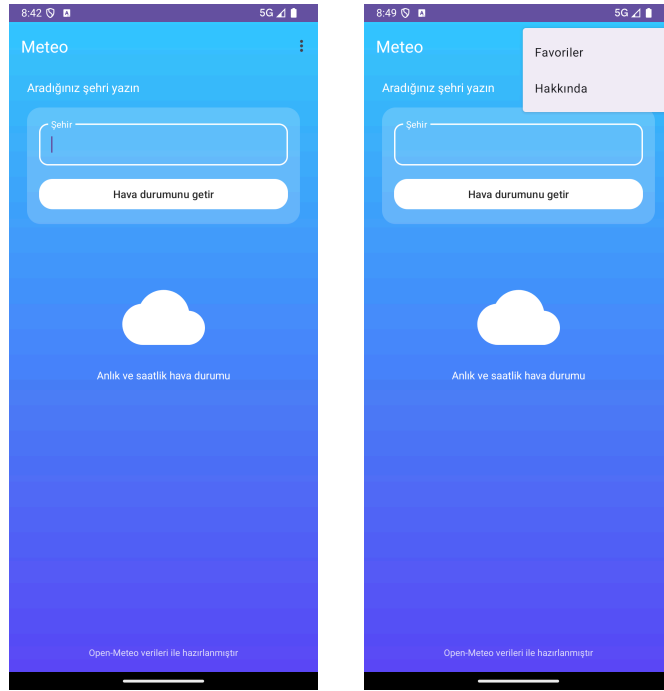 8:42
5G
Meteo
Aradığınız şehri yazın
Şehir
Hava durumunu getir
Anlık ve saatlik hava durumu
Open-Meteo verileri ile hazırlanmıştır
8:49
5G
Meteo
Favoriler
Hakkında
Aradığınız şehri yazın
Şehir
Hava durumunu getir
Anlık ve saatlik hava durumu
Open-Meteo verileri ile hazırlanmıştır